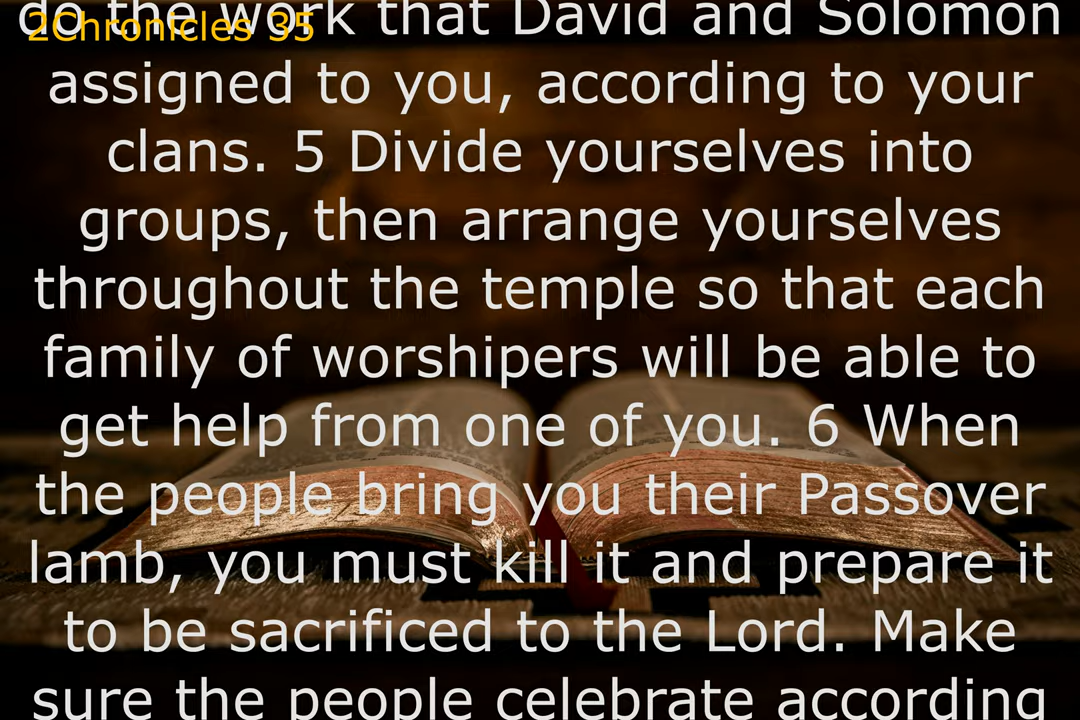 do the work that David and Solomon
2Chronicles 35
assigned to you, according to your
clans. 5 Divide yourselves into
groups, then arrange yourselves
throughout the temple so that each
family of worshipers will be able to
get help from one of you. 6 When
the people bring you their Passover
lamb, you must kill it and prepare it
to be sacrificed to the Lord. Make
sure the people celebrate according